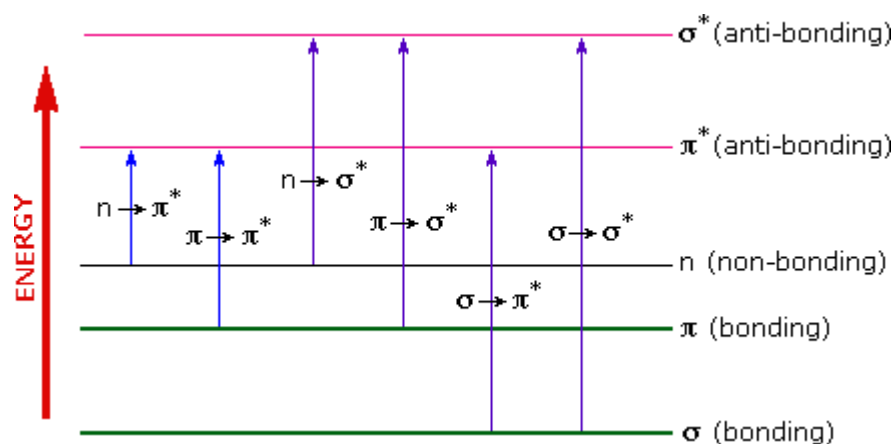 σ* (anti-bonding)
π* (anti-bonding)
n → σ*
n → π*
π → σ*
π → π*
σ → σ*
n (non-bonding)
σ → π*
π (bonding)
σ (bonding)
ENERGY